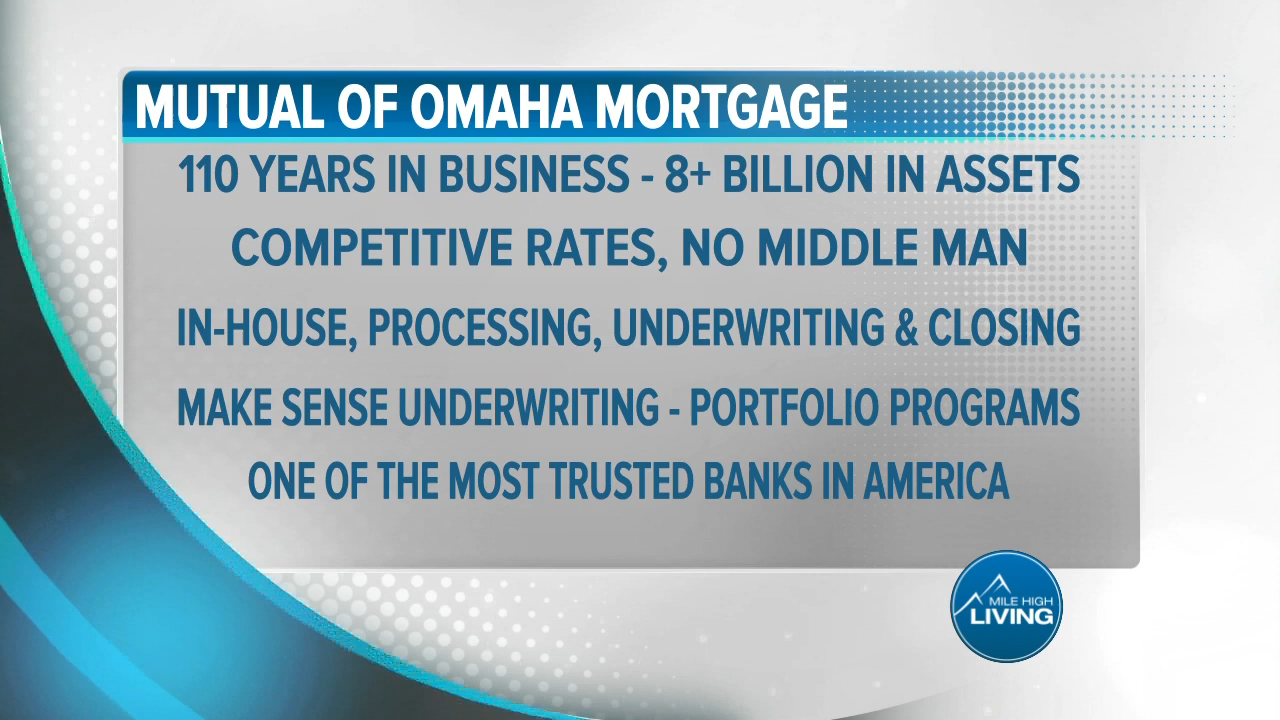 MUTUAL OF OMAHA MORTGAGE
110 YEARS IN BUSINESS - 8+ BILLION IN ASSETS
COMPETITIVE RATES, NO MIDDLE MAN
IN-HOUSE, PROCESSING, UNDERWRITING & CLOSING
MAKE SENSE UNDERWRITING - PORTFOLIO PROGRAMS
ONE OF THE MOST TRUSTED BANKS IN AMERICA
MILE HIGH
LIVING